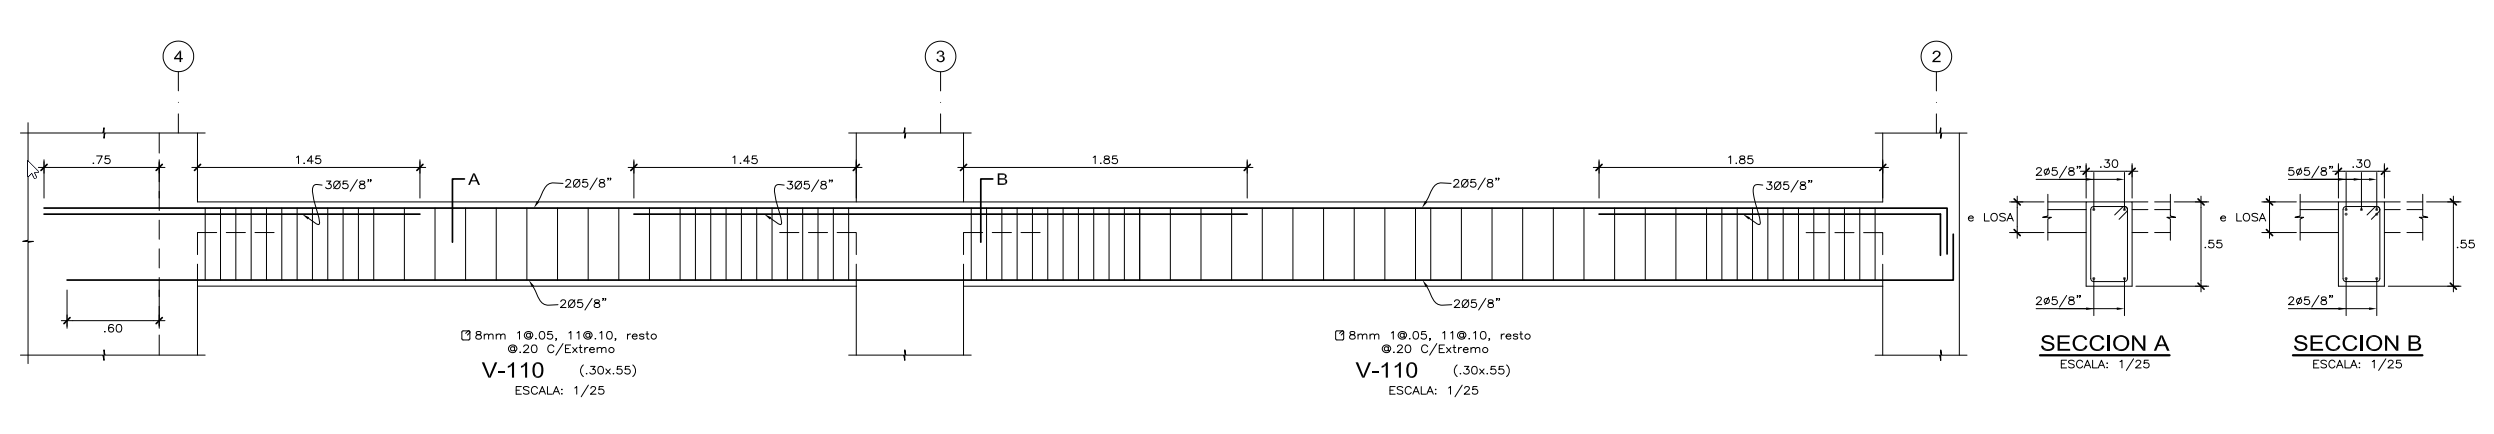 4
3
2
.75
1.45
1.45
1.85
1.85
.30
.30
3Ø5/8"
A
2Ø5/8"
3Ø5/8"
B
2Ø5/8"
3Ø5/8"
2ø5/8"
5ø5/8"
e LOSA
.55
e LOSA
.55
.60
2Ø5/8"
2Ø5/8"
2ø5/8"
2ø5/8"
8mm 1@.05, 11@.10, resto
@.20 C/Extremo
V-110 (.30x.55)
ESCALA: 1/25
8mm 1@.05, 11@.10, resto
@.20 C/Extremo
V-110 (.30x.55)
ESCALA: 1/25
SECCION A
ESCALA: 1/25
SECCION B
ESCALA: 1/25